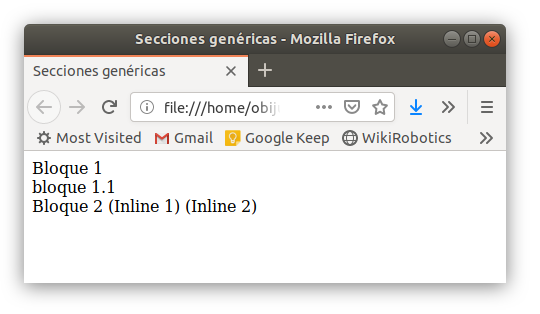 Secciones genéricas - Mozilla Firefox
Secciones genéricas
file:///home/obij
Most Visited Gmail Google Keep WikiRobotics
Bloque 1
bloque 1.1
Bloque 2 (Inline 1) (Inline 2)